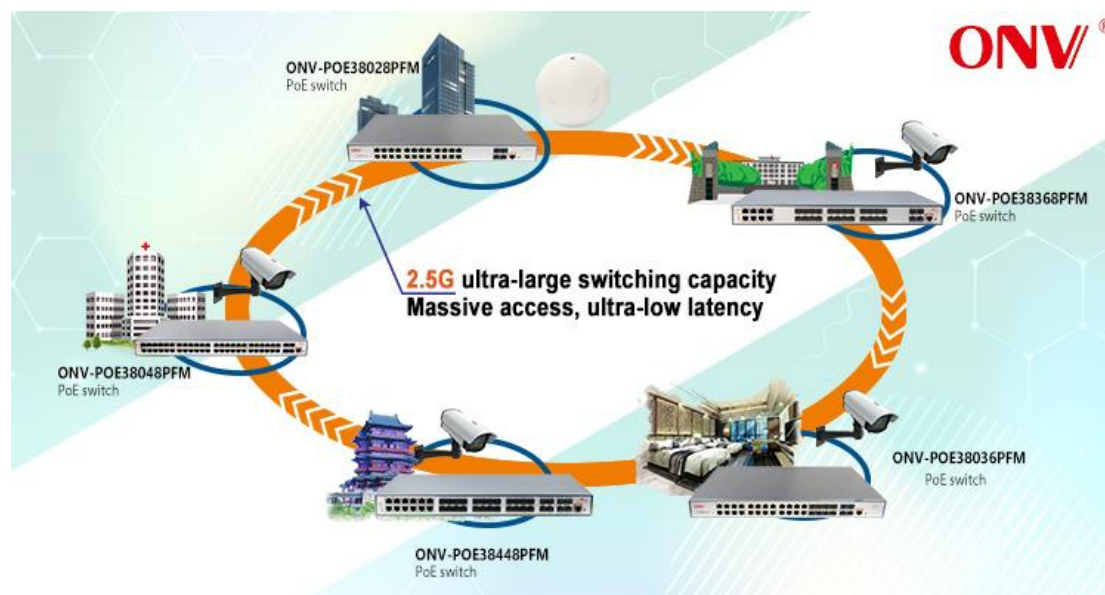 ONV®
ONV-POE38028PFM
PoE switch
ONV-POE38368PFM
PoE switch
2.5G ultra-large switching capacity
Massive access, ultra-low latency
ONV-POE38048PFM
PoE switch
ONV-POE38036PFM
PoE switch
ONV-POE38448PFM
PoE switch